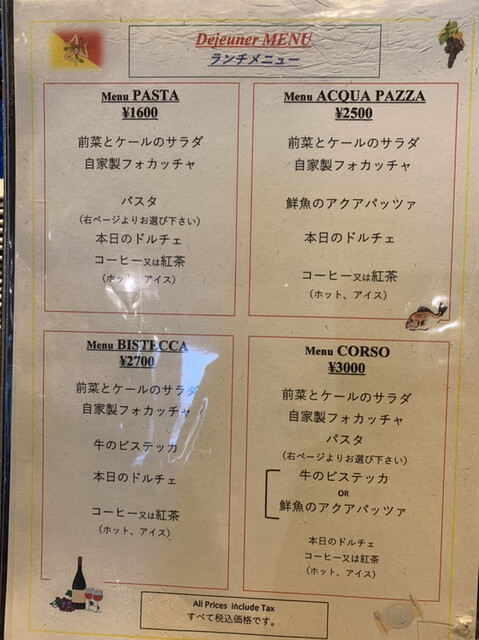 Dejeuner MENU
ランチメニュー
Menu PASTA
¥1600
前菜とケールのサラダ
自家製フォカッチャ
パスタ
(右ページよりお選び下さい)
本日のドルチェ
コーヒー又は紅茶
(ホット、アイス)
Menu ACQUA PAZZA
¥2500
前菜とケールのサラダ
自家製フォカッチャ
鮮魚のアクアパッツァ
本日のドルチェ
コーヒー又は紅茶
(ホット、アイス)
Menu BISTECCA
¥2700
前菜とケールのサラダ
自家製フォカッチャ
牛のビステッカ
本日のドルチェ
コーヒー又は紅茶
(ホット、アイス)
Menu CORSO
¥3000
前菜とケールのサラダ
自家製フォカッチャ
パスタ
(右ページよりお選び下さい)
牛のビステッカ
OR
鮮魚のアクアパッツァ
本日のドルチェ
コーヒー又は紅茶
(ホット、アイス)
All Prices include Tax
すべて税込価格です。